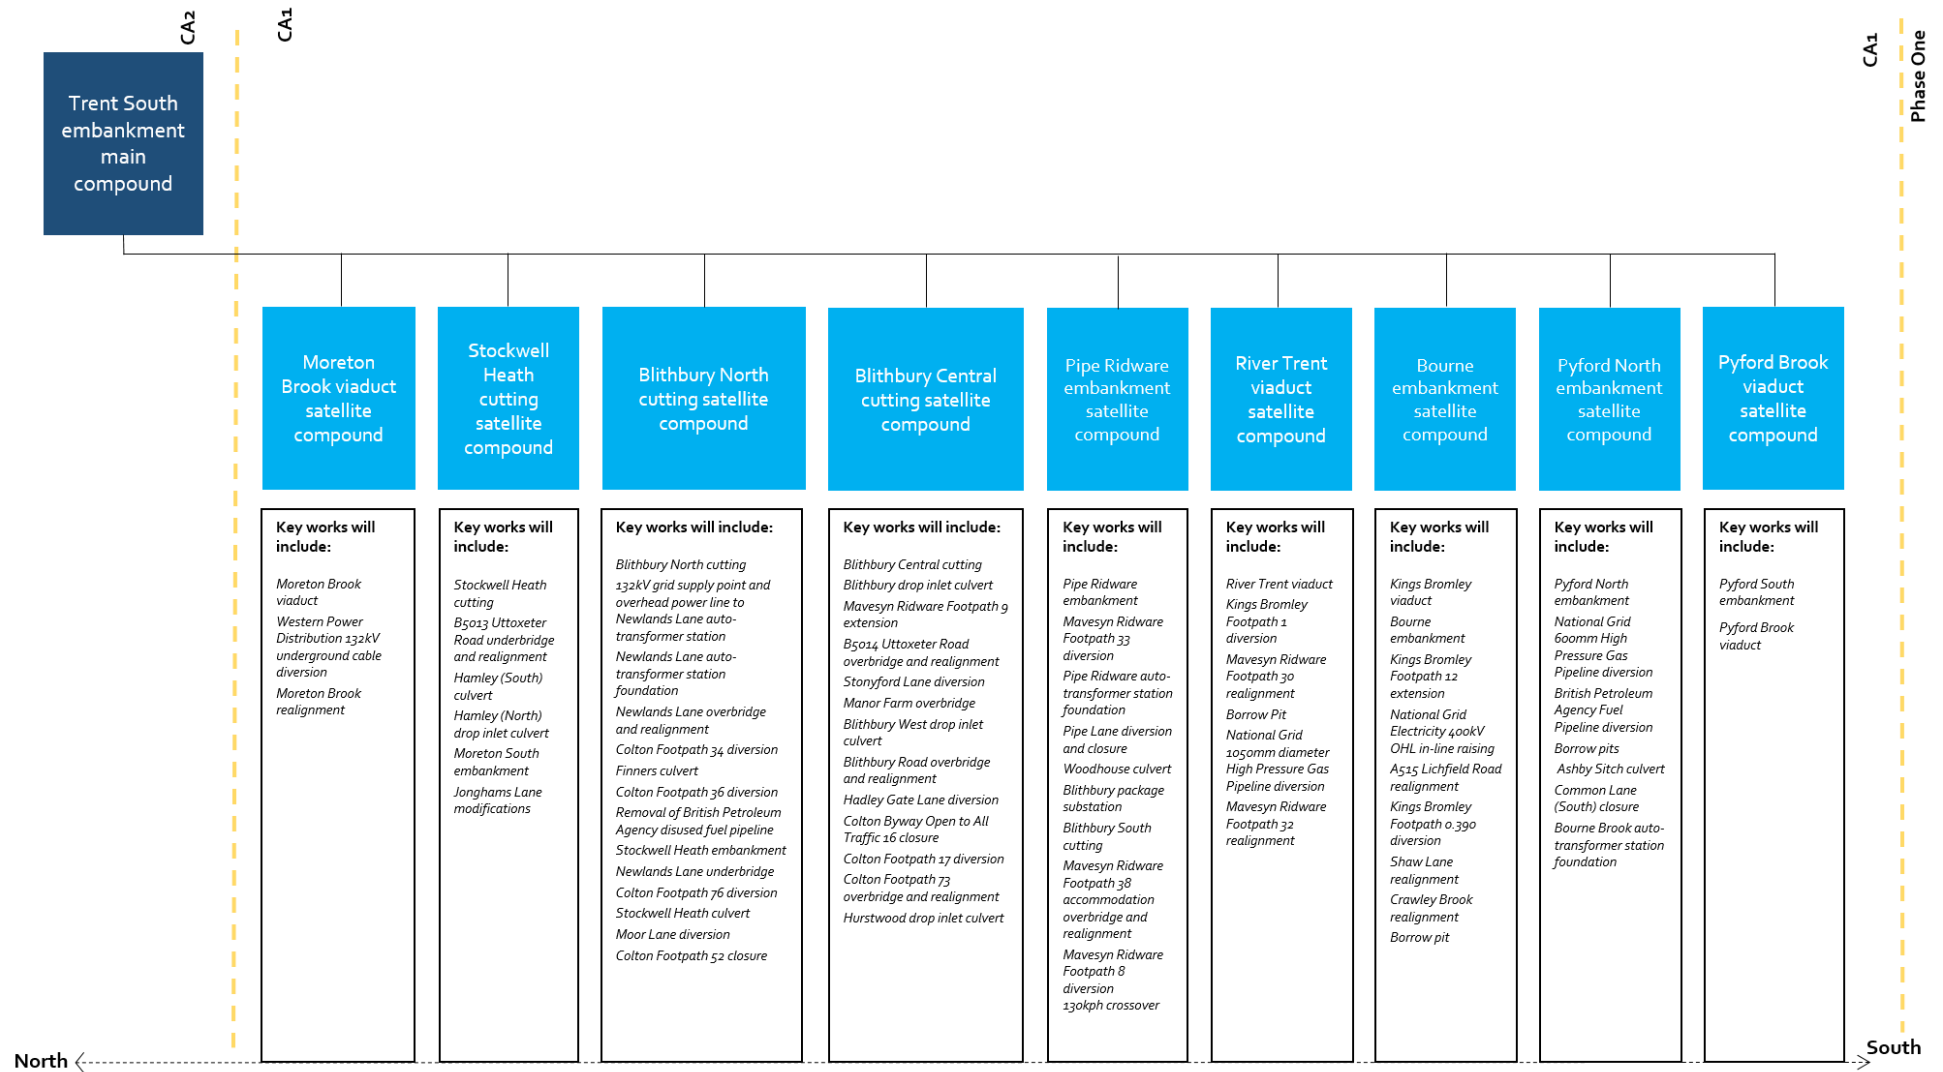 CA2
CA1
CA1
Phase One
Trent South
embankment
main
compound
Moreton
Brook viaduct
satellite
compound
Stockwell
Heath
cutting
satellite
compound
Blithbury North
cutting satellite
compound
Blithbury Central
cutting satellite
compound
Pipe Ridware
embankment
satellite
compound
River Trent
viaduct
satellite
compound
Bourne
embankment
satellite
compound
Pyford North
embankment
satellite
compound
Pyford Brook
viaduct
satellite
compound
Key works will
include:
Moreton Brook
viaduct
Western Power
Distribution 132kV
underground cable
diversion
Moreton Brook
realignment
Key works will
include:
Stockwell Heath
cutting
B5013 Uttoxeter
Road underbridge
and realignment
Hamley (South)
culvert
Hamley (North)
drop inlet culvert
Moreton South
embankment
Jonghams Lane
modifications
Key works will include:
Blithbury North cutting
132kV grid supply point and
overhead power line to
Newlands Lane auto-
transformer station
Newlands Lane auto-
transformer station
foundation
Newlands Lane overbridge
and realignment
Colton Footpath 34 diversion
Finners culvert
Colton Footpath 36 diversion
Removal of British Petroleum
Agency disused fuel pipeline
Stockwell Heath embankment
Newlands Lane underbridge
Colton Footpath 76 diversion
Stockwell Heath culvert
Moor Lane diversion
Colton Footpath 52 closure
Key works will include:
Blithbury Central cutting
Blithbury drop inlet culvert
Mavesyn Ridware Footpath 9
extension
B5014 Uttoxeter Road
overbridge and realignment
Stonyford Lane diversion
Manor Farm overbridge
Blithbury West drop inlet
culvert
Blithbury Road overbridge
and realignment
Hadley Gate Lane diversion
Colton Byway Open to All
Traffic 16 closure
Colton Footpath 17 diversion
Colton Footpath 73
overbridge and realignment
Hurstwood drop inlet culvert
Key works will
include:
Pipe Ridware
embankment
Mavesyn Ridware
Footpath 33
diversion
Pipe Ridware auto-
transformer station
foundation
Pipe Lane diversion
and closure
Woodhouse culvert
Blithbury package
substation
Blithbury South
cutting
Mavesyn Ridware
Footpath 38
accommodation
overbridge and
realignment
Mavesyn Ridware
Footpath 8
diversion
130kph crossover
Key works will
include:
River Trent viaduct
Kings Bromley
Footpath 1
diversion
Mavesyn Ridware
Footpath 30
realignment
Borrow Pit
National Grid
1050mm diameter
High Pressure Gas
Pipeline diversion
Mavesyn Ridware
Footpath 32
realignment
Key works will
include:
Kings Bromley
viaduct
Bourne
embankment
Kings Bromley
Footpath 12
extension
National Grid
Electricity 400kV
OHL in-line raising
A515 Lichfield Road
realignment
Kings Bromley
Footpath 0.390
diversion
Shaw Lane
realignment
Crawley Brook
realignment
Borrow pit
Key works will
include:
Pyford North
embankment
National Grid
600mm High
Pressure Gas
Pipeline diversion
British Petroleum
Agency Fuel
Pipeline diversion
Borrow pits
Ashby Sitch culvert
Common Lane
(South) closure
Bourne Brook auto-
transformer station
foundation
Key works will
include:
Pyford South
embankment
Pyford Brook
viaduct
North
South